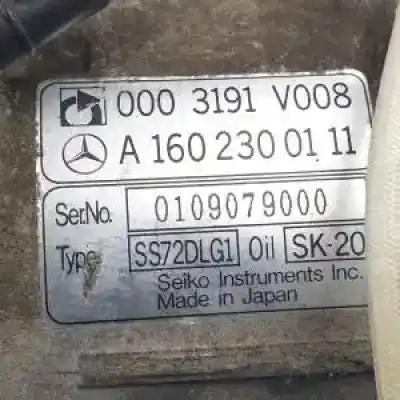 000 3191 V008
A 160 230 01 11
Ser.No. 0109079000
Type SS72DLG1 Oil SK-20
Seiko Instruments Inc.
Made in Japan